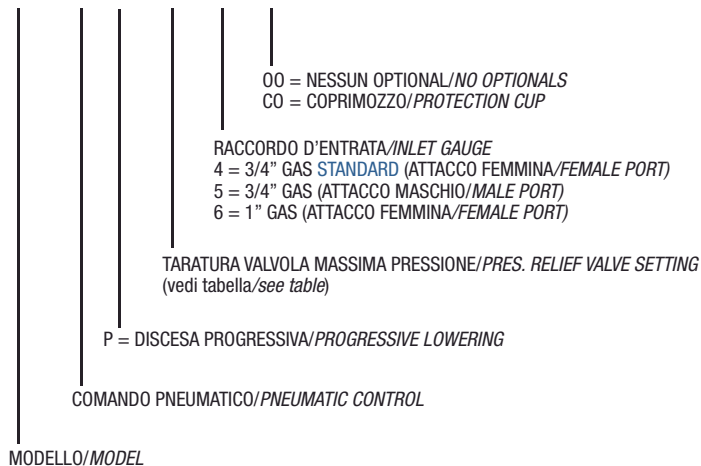 OO = NESSUN OPTIONAL/NO OPTIONALS
CO = COPRIMOZZO/PROTECTION CUP
RACCORDO D'ENTRATA/INLET GAUGE
4 = 3/4” GAS STANDARD (ATTACCO FEMMINA/FEMALE PORT)
5 = 3/4” GAS (ATTACCO MASCHIO/MALE PORT)
6 = 1” GAS (ATTACCO FEMMINA/FEMALE PORT)
TARATURA VALVOLA MASSIMA PRESSIONE/PRES. RELIEF VALVE SETTING
(vedi tabella/see table)
P = DISCESA PROGRESSIVA/PROGRESSIVE LOWERING
COMANDO PNEUMATICO/PNEUMATIC CONTROL
MODELLO/MODEL